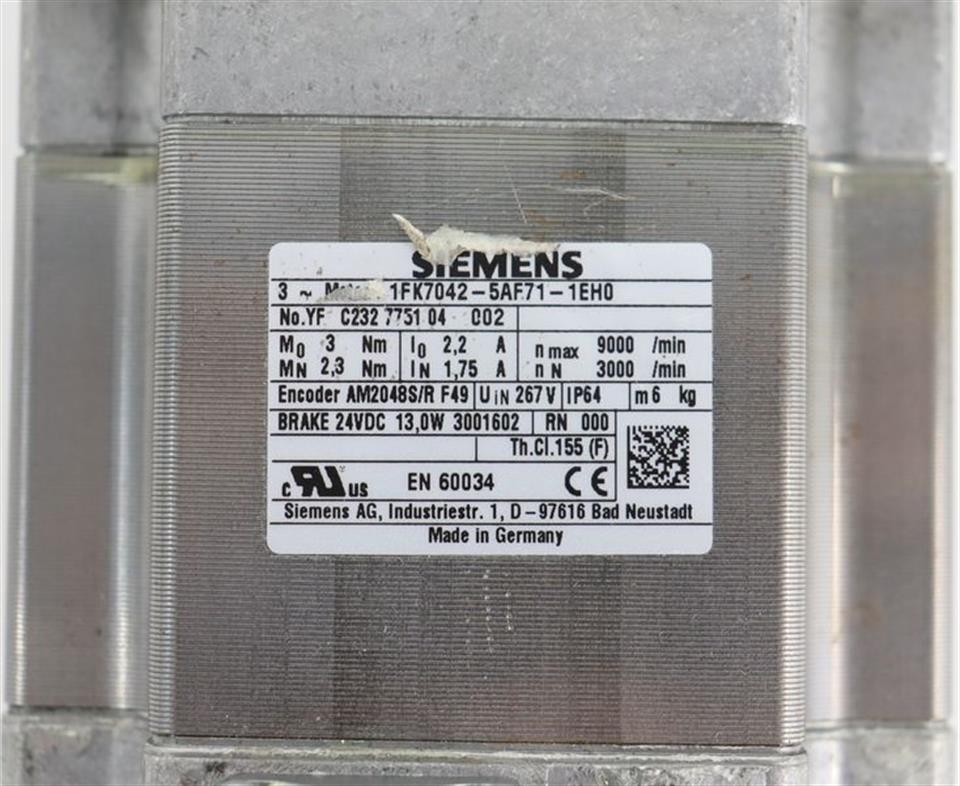 SIEMENS
3 ~ 1FK7042-5AF71-1EH0
No.YF C232 7751 04 002
M0 3 Nm I0 2,2 A n max 9000 /min
MN 2,3 Nm IN 1,75 A n N 3000 /min
Encoder AM2048S/R F49 UIN 267 V IP64 m 6 kg
BRAKE 24VDC 13,0W 3001602 RN 000
Th.Cl.155 (F)
c RU US EN 60034 CE
Siemens AG, Industriestr. 1, D-97616 Bad Neustadt
Made in Germany